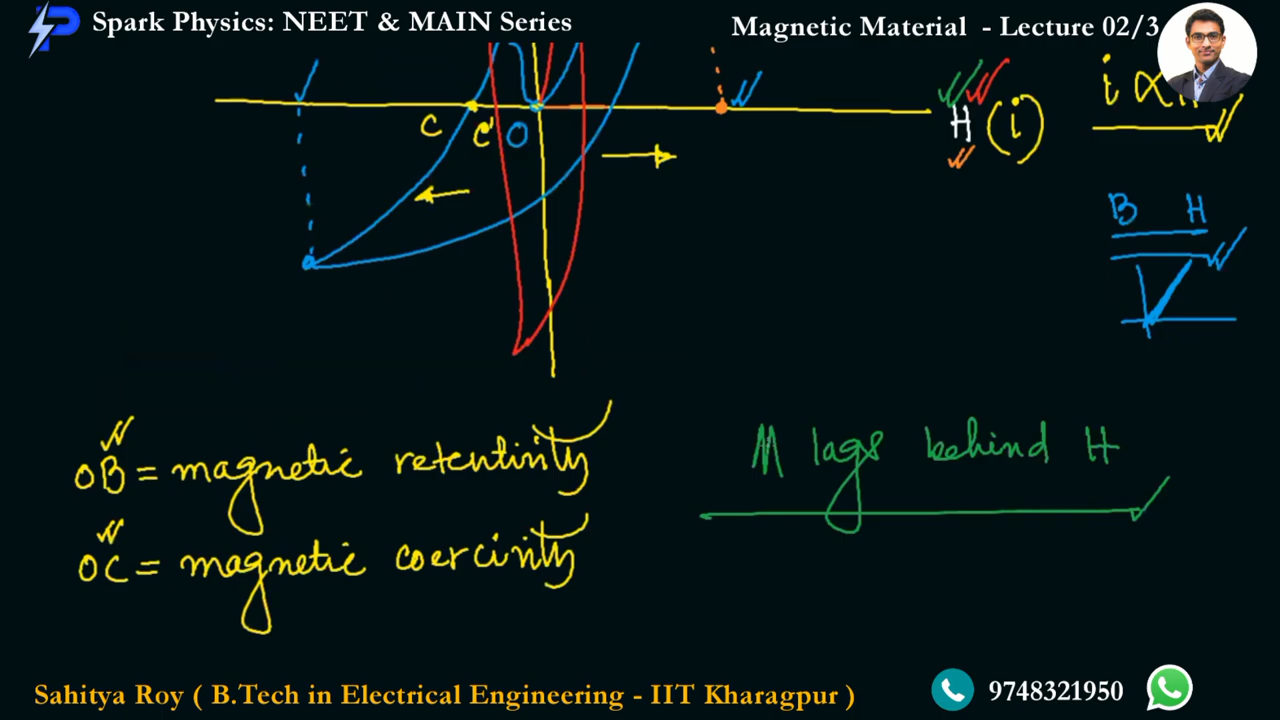 Spark Physics: NEET & MAIN Series
Magnetic Material - Lecture 02/3
i ∝
H (i)
C
C'
O
B H
OB = magnetic retentivity
M lags behind H
OC = magnetic coercivity
Sahitya Roy ( B.Tech in Electrical Engineering - IIT Kharagpur )
9748321950